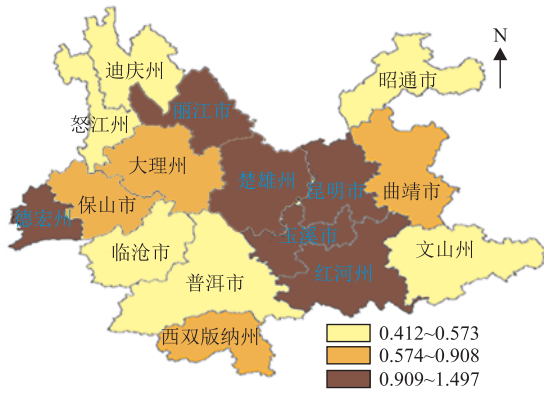 N
迪庆州
昭通市
丽江市
怒江州
大理州
楚雄州
昆明市
曲靖市
保山市
德宏州
玉溪市
文山州
临沧市
红河州
普洱市
西双版纳州
0.412~0.573
0.574~0.908
0.909~1.497